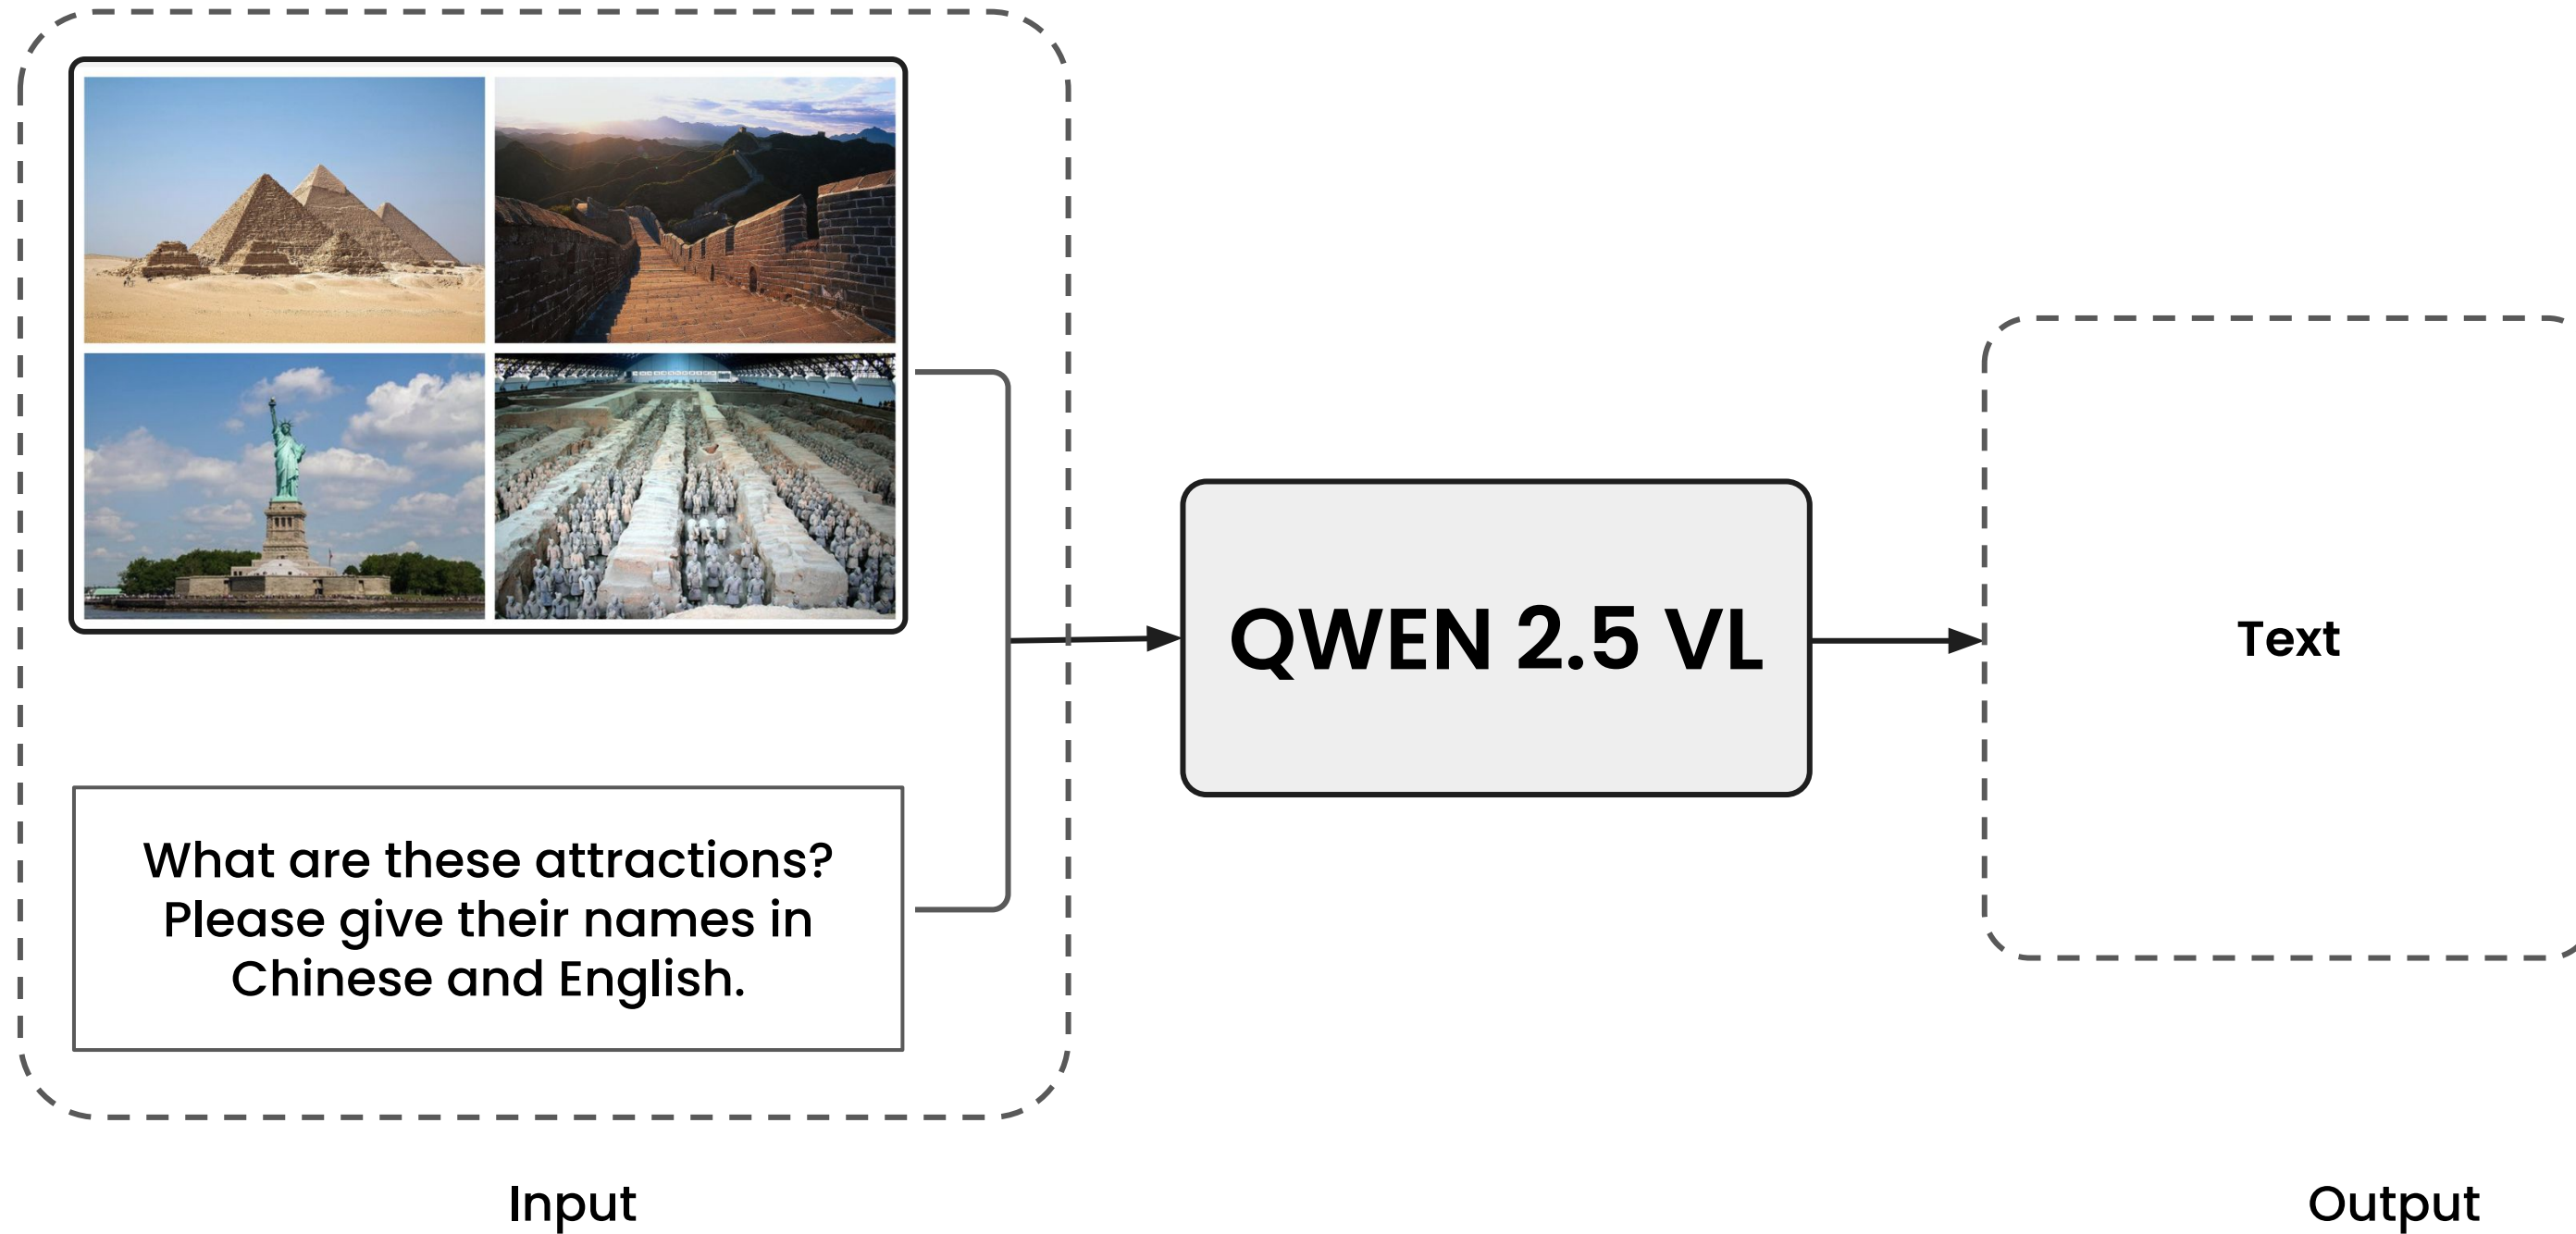 What are these attractions?
Please give their names in
Chinese and English.
QWEN 2.5 VL
Text
Input
Output